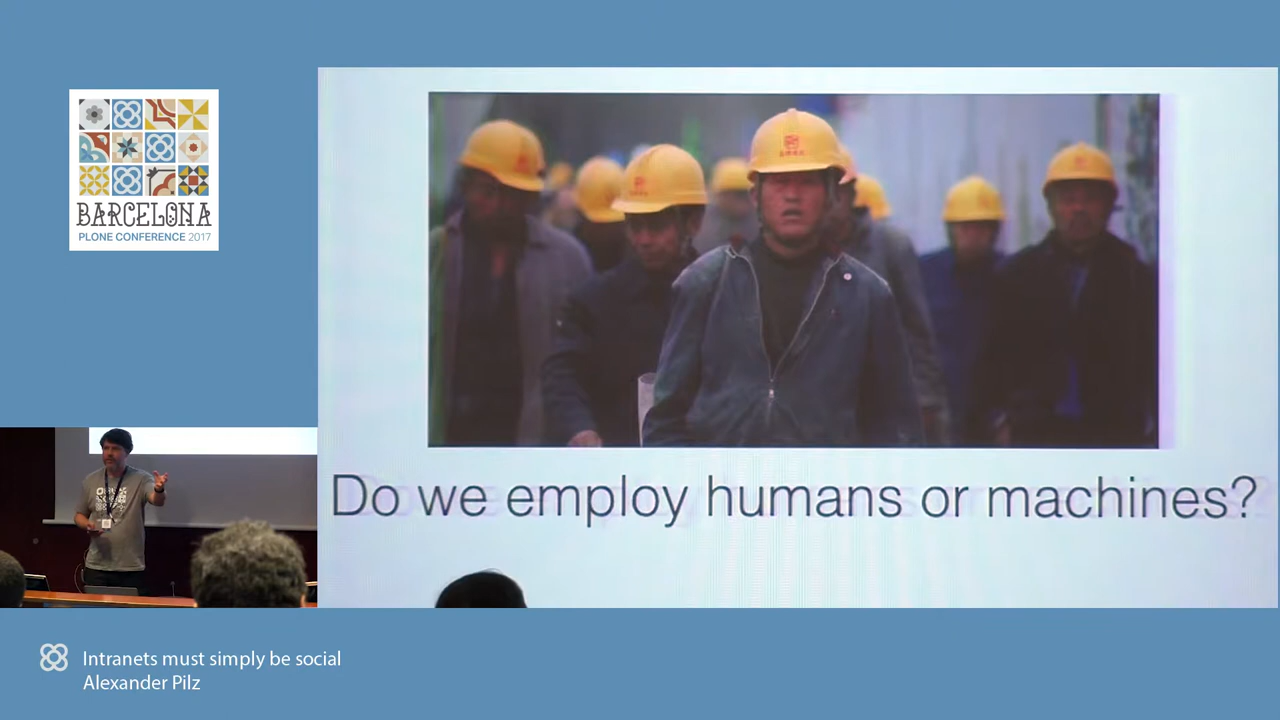 BARCELONA
PLONE CONFERENCE 2017
Do we employ humans or machines?
Intranets must simply be social
Alexander Pilz